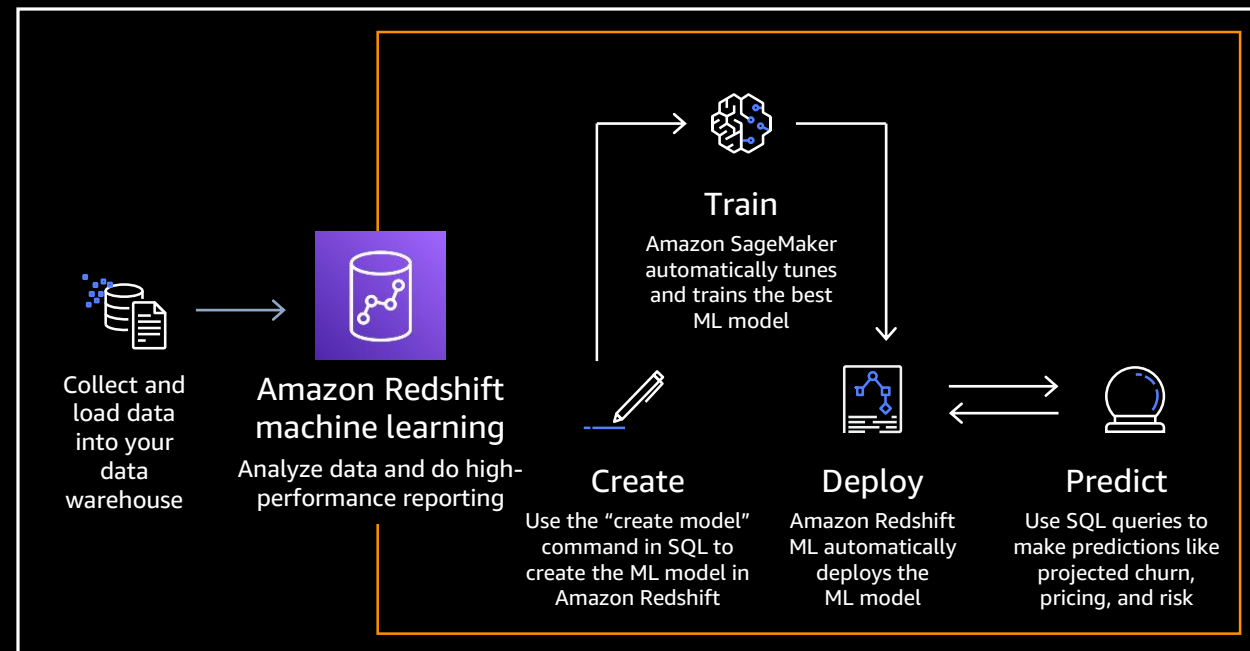 Collect and
load data
into your
data
warehouse
Amazon Redshift
machine learning
Analyze data and do high-
performance reporting
Create
Use the “create model”
command in SQL to
create the ML model in
Amazon Redshift
Train
Amazon SageMaker
automatically tunes
and trains the best
ML model
Deploy
Amazon Redshift
ML automatically
deploys the
ML model
Predict
Use SQL queries to
make predictions like
projected churn,
pricing, and risk